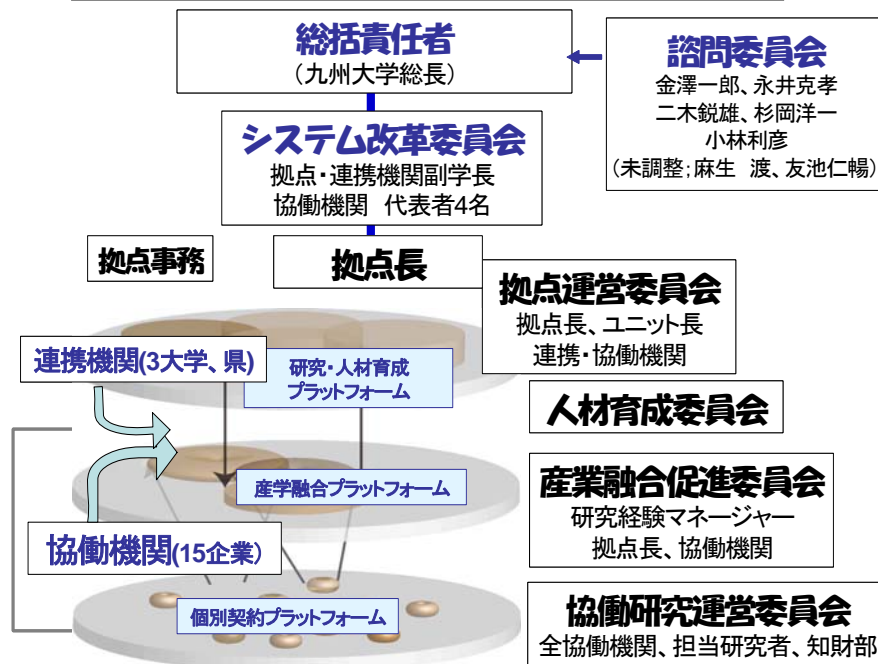 総括責任者
（九州大学総長）
諮問委員会
金澤一郎、永井克孝
二木鋭雄、杉岡洋一
小林利彦
(未調整;麻生　渡、友池仁暢)
システム改革委員会
拠点・連携機関副学長
協働機関　代表者4名
拠点事務
拠点長
拠点運営委員会
拠点長、ユニット長
連携・協働機関
連携機関(3大学、県)
研究・人材育成
プラットフォーム
人材育成委員会
産学融合プラットフォーム
産業融合促進委員会
研究経験マネージャー
拠点長、協働機関
協働機関(15企業)
個別契約プラットフォーム
協働研究運営委員会
全協働機関、担当研究者、知財部